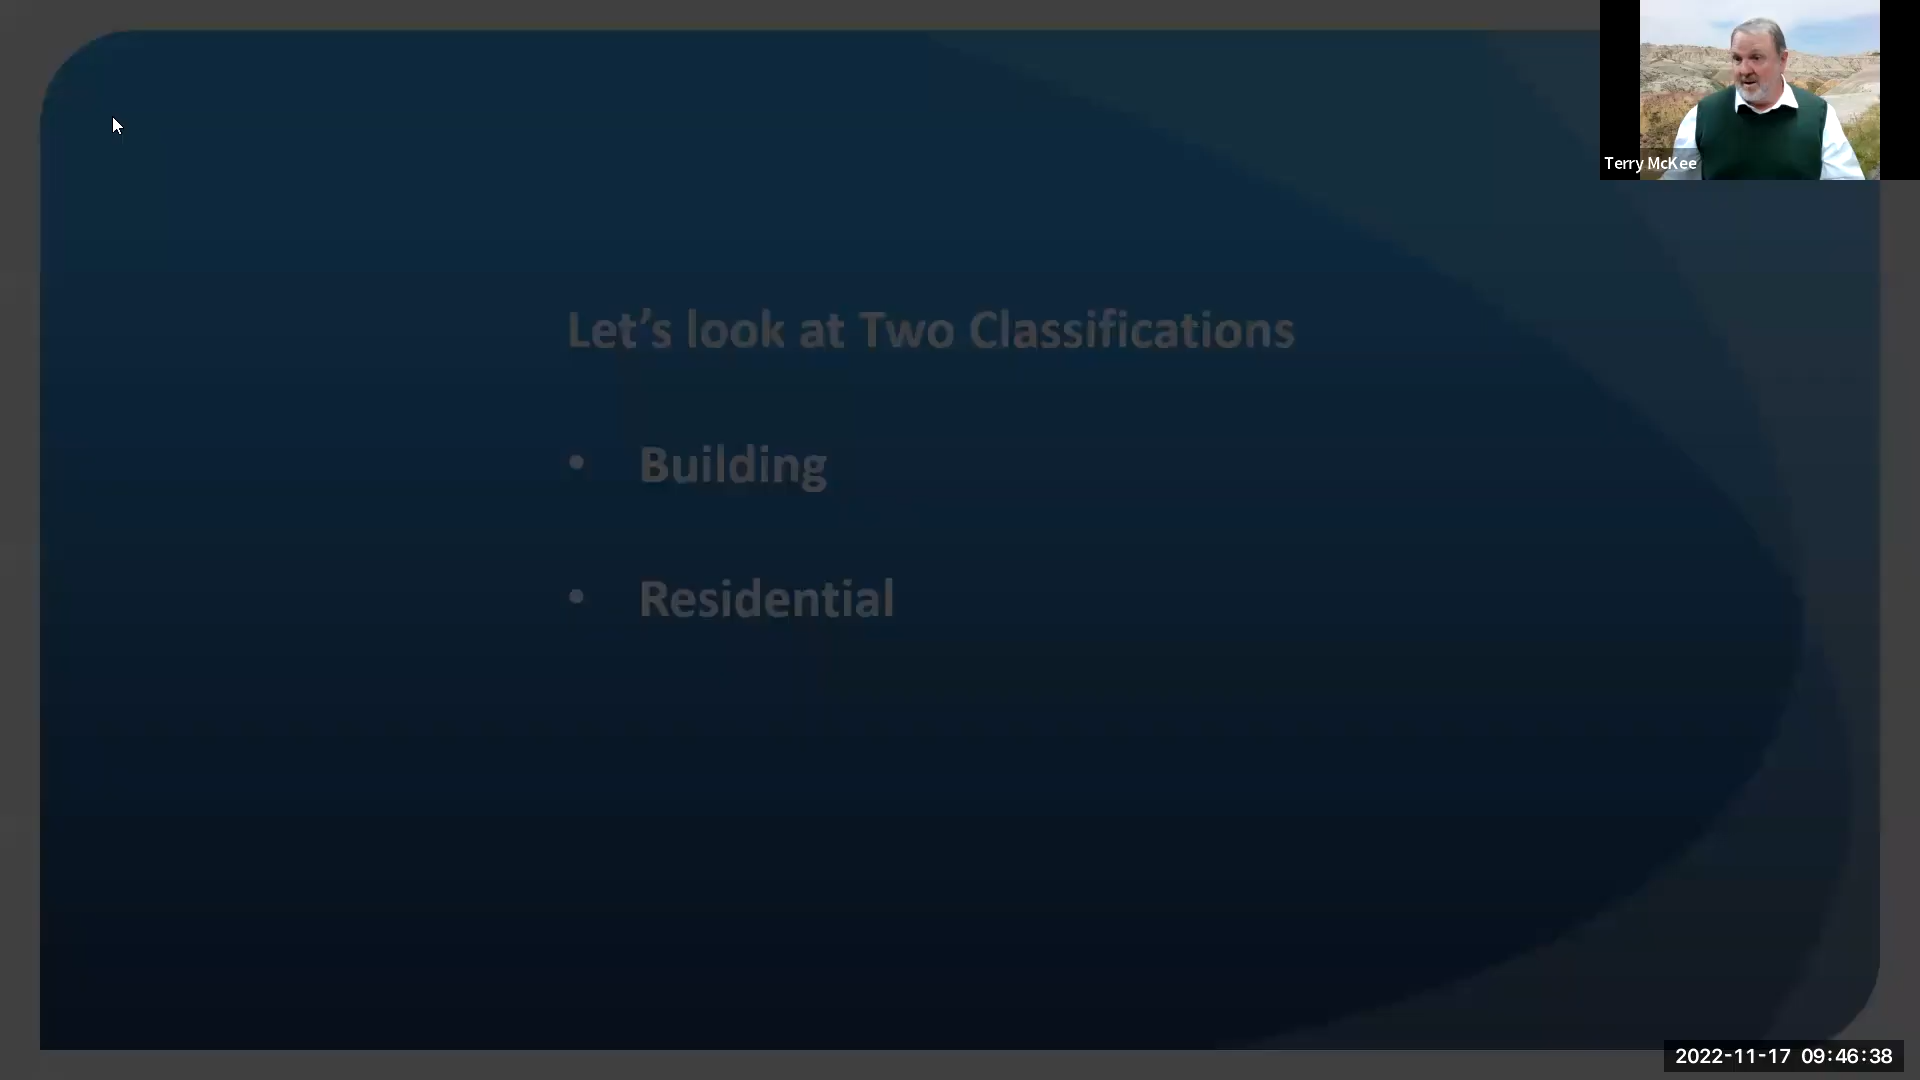 Terry McKee
Let’s look at Two Classifications
• Building
• Residential
2022-11-17 09:46:38